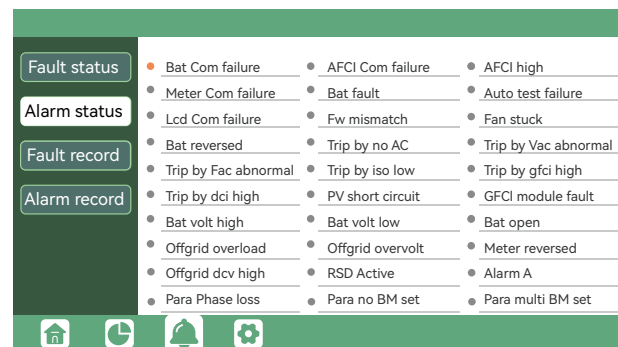 Fault status
Alarm status
Fault record
Alarm record
Bat Com failure AFCI Com failure AFCI high
Meter Com failure Bat fault Auto test failure
Lcd Com failure Fw mismatch Fan stuck
Bat reversed Trip by no AC Trip by Vac abnormal
Trip by Fac abnormal Trip by iso low Trip by gfci high
Trip by dci high PV short circuit GFCI module fault
Bat volt high Bat volt low Bat open
Offgrid overload Offgrid overvolt Meter reversed
Offgrid dcv high RSD Active Alarm A
Para Phase loss Para no BM set Para multi BM set